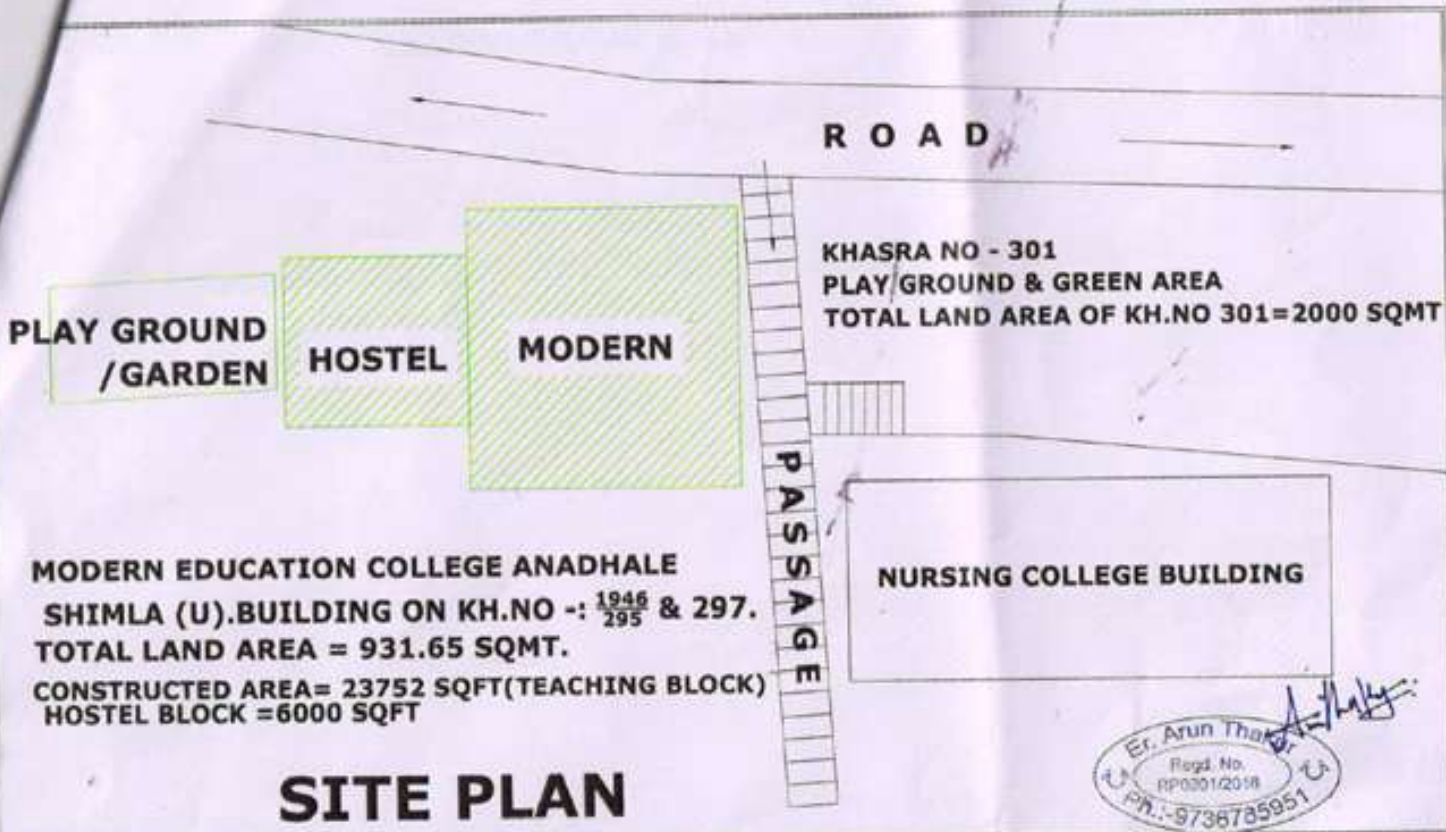 ROAD
KHASRA NO - 301
PLAY GROUND & GREEN AREA
TOTAL LAND AREA OF KH.NO 301=2000 SQMT
PLAY GROUND
/GARDEN
HOSTEL
MODERN
PASSAGE
NURSING COLLEGE BUILDING
MODERN EDUCATION COLLEGE ANADHALE
SHIMLA (U).BUILDING ON KH.NO -: 1946/295 & 297.
TOTAL LAND AREA = 931.65 SQMT.
CONSTRUCTED AREA= 23752 SQFT(TEACHING BLOCK)
HOSTEL BLOCK =6000 SQFT
SITE PLAN
Er. Arun Thakur
Regd. No.
Ph.:-9736785951